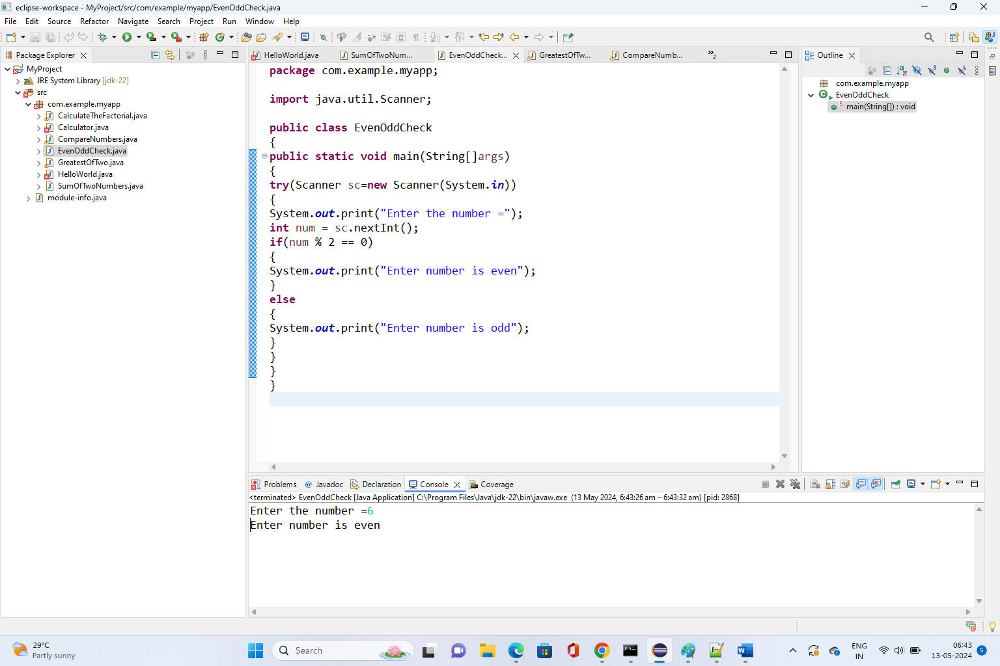 eclipse-workspace - MyProject/src/com/example/myapp/EvenOddCheck.java
File Edit Source Refactor Navigate Search Project Run Window Help
Package Explorer
MyProject
JRE System Library [jdk-22]
src
com.example.myapp
CalculateTheFactorial.java
Calculator.java
CompareNumbers.java
EvenOddCheck.java
GreatestOfTwo.java
HelloWorld.java
SumOfTwoNumbers.java
module-info.java
HelloWorld.java SumOfTwoNum... EvenOddCheck... GreatestOfTw... CompareNumb... »2
package com.example.myapp;
import java.util.Scanner;
public class EvenOddCheck
{
public static void main(String[]args)
{
try(Scanner sc=new Scanner(System.in))
{
System.out.print("Enter the number =");
int num = sc.nextInt();
if(num % 2 == 0)
{
System.out.print("Enter number is even");
}
else
{
System.out.print("Enter number is odd");
}
}
}
}
Outline
com.example.myapp
EvenOddCheck
main(String[]) : void
Problems @ Javadoc Declaration Console Coverage
<terminated> EvenOddCheck [Java Application] C:\Program Files\Java\jdk-22\bin\javaw.exe (13 May 2024, 6:43:26 am – 6:43:32 am) [pid: 2868]
Enter the number =6
Enter number is even
29°C
Partly sunny
Search
ENG
IN
06:43
13-05-2024
5